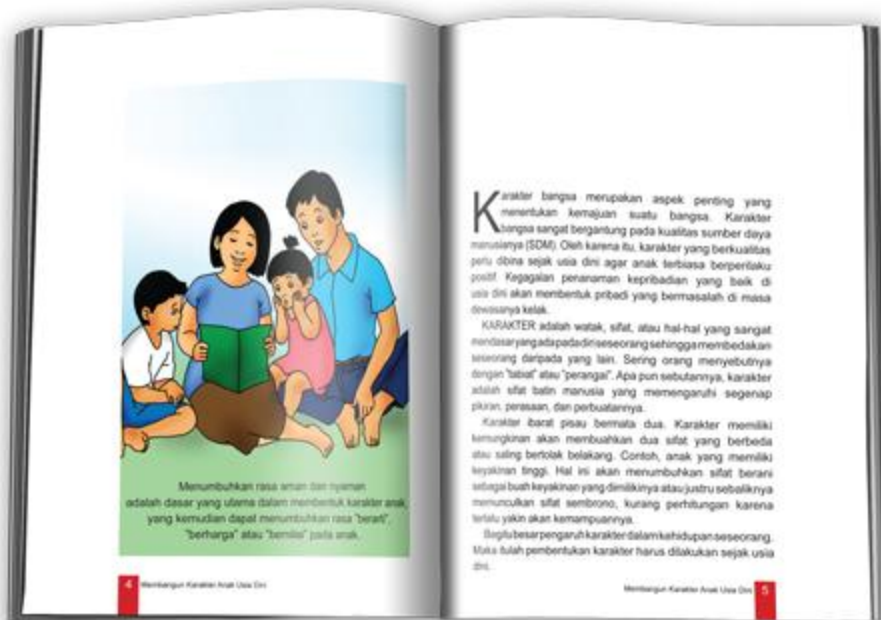 Menumbuhkan rasa aman dan nyaman
adalah dasar yang utama dalam membentuk karakter anak,
yang kemudian dapat menumbuhkan rasa "berarti",
"berharga" atau "bernilai" pada anak.
4 Membangun Karakter Anak Usia Dini
Karakter bangsa merupakan aspek penting yang
menentukan kemajuan suatu bangsa. Karakter
bangsa sangat bergantung pada kualitas sumber daya
manusianya (SDM). Oleh karena itu, karakter yang berkualitas
perlu dibina sejak usia dini agar anak terbiasa berperilaku
positif. Kegagalan penanaman kepribadian yang baik di
usia dini akan membentuk pribadi yang bermasalah di masa
dewasanya kelak.
KARAKTER adalah watak, sifat, atau hal-hal yang sangat
mendasar yang ada pada diri seseorang sehingga membedakan
seseorang daripada yang lain. Sering orang menyebutnya
dengan "tabiat" atau "perangai". Apa pun sebutannya, karakter
adalah sifat batin manusia yang memengaruhi segenap
pikiran, perasaan, dan perbuatannya.
Karakter ibarat pisau bermata dua. Karakter memiliki
kemungkinan akan membuahkan dua sifat yang berbeda
atau saling bertolak belakang. Contoh, anak yang memiliki
keyakinan tinggi. Hal ini akan menumbuhkan sifat berani
sebagai buah keyakinan yang dimilikinya atau justru sebaliknya
memunculkan sifat sembrono, kurang perhitungan karena
terlalu yakin akan kemampuannya.
Begitu besar pengaruh karakter dalam kehidupan seseorang.
Maka itulah pembentukan karakter harus dilakukan sejak usia
dini.
Membangun Karakter Anak Usia Dini 5